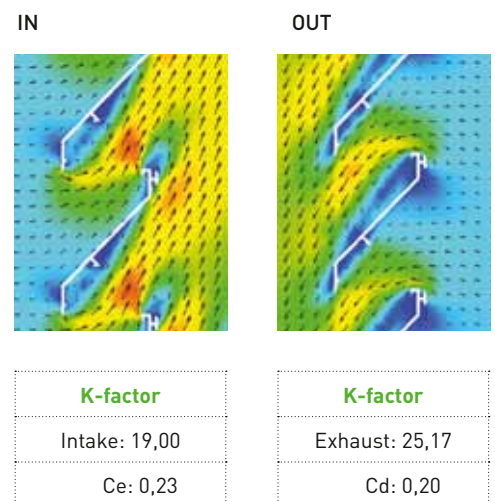 IN
OUT
K-factor
Intake: 19,00
Ce: 0,23
K-factor
Exhaust: 25,17
Cd: 0,20